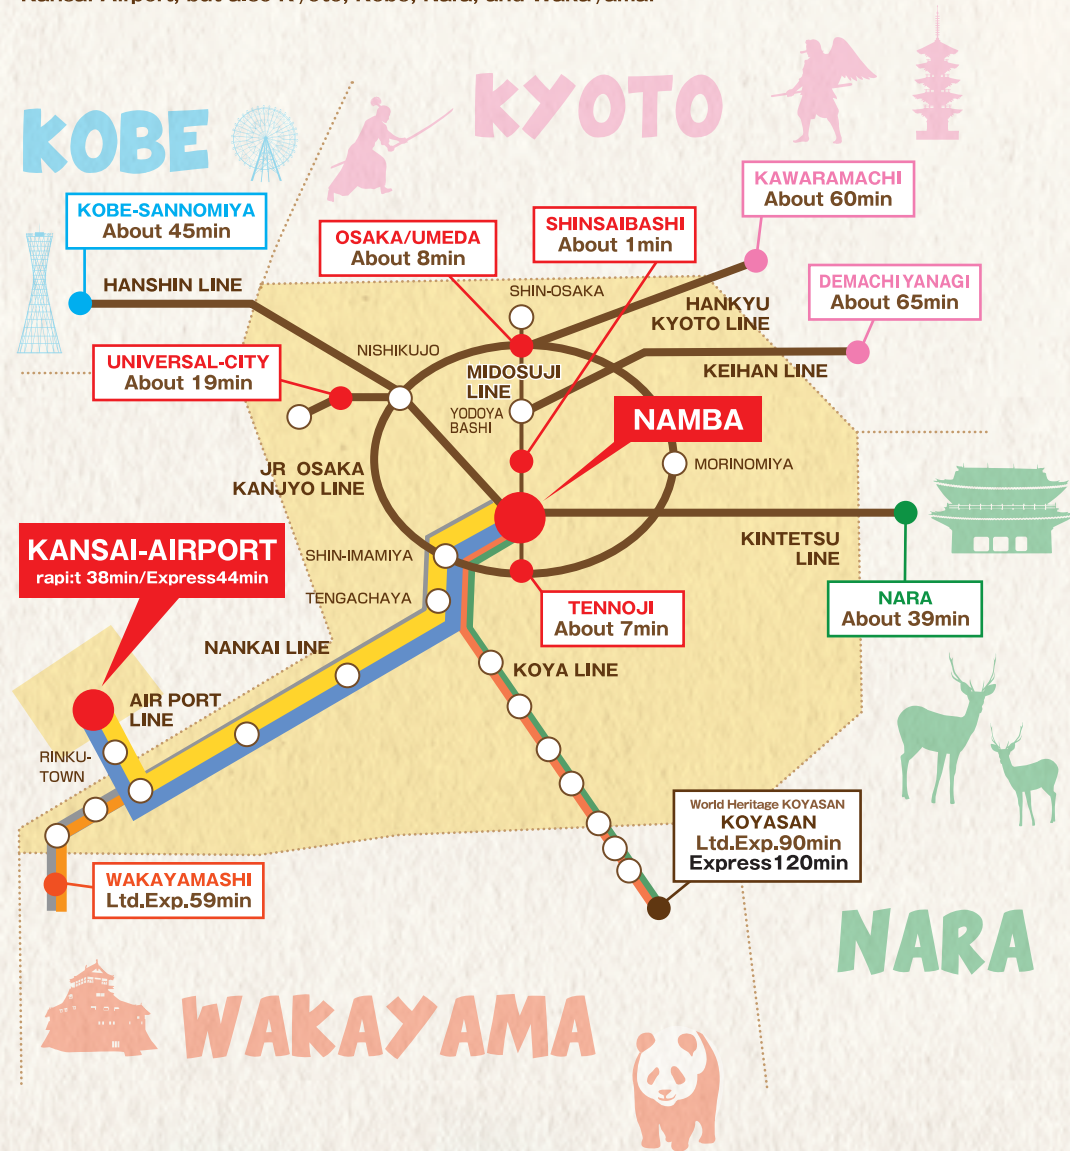 KYOTO
KOBE
KAWARAMACHI
About 60min
KOBE-SANNOMIYA
About 45min
SHINSAIBASHI
About 1min
OSAKA/UMEDA
About 8min
DEMACHIYANAGI
About 65min
HANSHIN LINE
SHIN-OSAKA
HANKYU
KYOTO LINE
NISHIKUJO
UNIVERSAL-CITY
About 19min
MIDOSUJI
LINE
KEIHAN LINE
YODOYA
BASHI
NAMBA
JR OSAKA
KANJYO LINE
MORINOMIYA
KANSAI-AIRPORT
rapi:t 38min/Express44min
SHIN-IMAMIYA
KINTETSU
LINE
TENGACHAYA
TENNOJI
About 7min
NARA
About 39min
NANKAI LINE
KOYA LINE
AIR PORT
LINE
RINKU-
TOWN
World Heritage KOYASAN
KOYASAN
Ltd.Exp.90min
Express120min
WAKAYAMASHI
Ltd.Exp.59min
NARA
WAKAYAMA